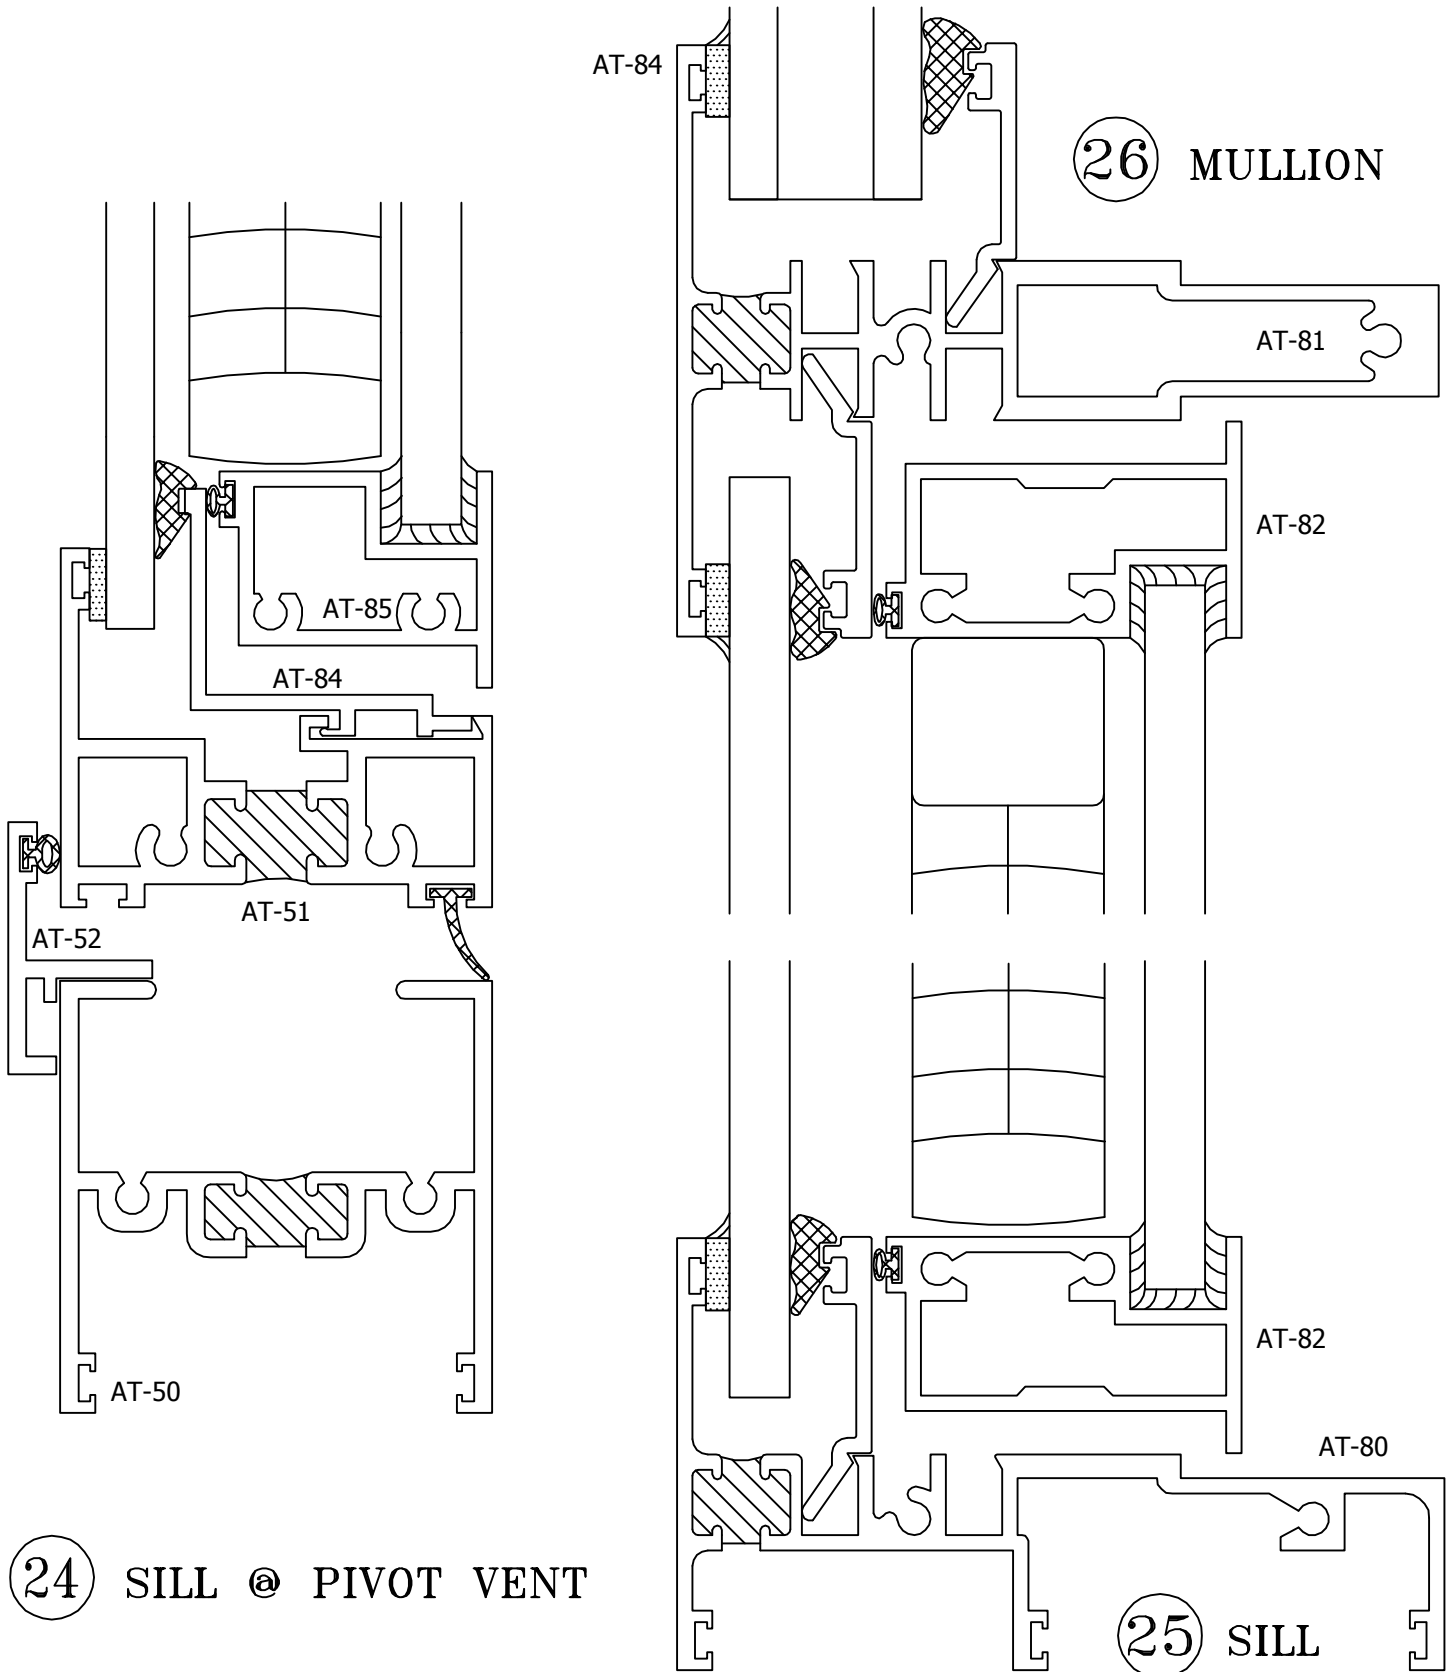 AT-84
26 MULLION
AT-81
AT-82
AT-85
AT-84
AT-51
AT-52
AT-50
AT-82
AT-80
24 SILL @ PIVOT VENT
25 SILL